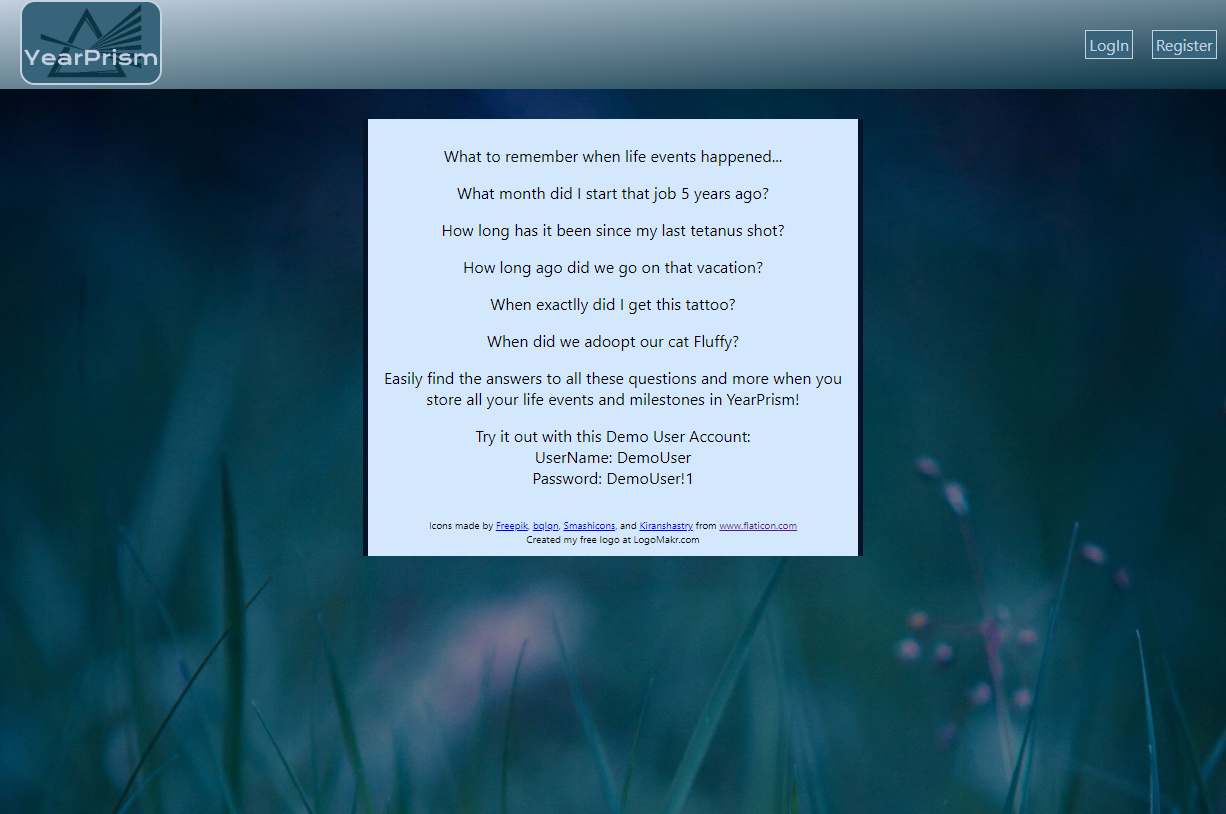 YearPrism
LogIn
Register
What to remember when life events happened...
What month did I start that job 5 years ago?
How long has it been since my last tetanus shot?
How long ago did we go on that vacation?
When exactlly did I get this tattoo?
When did we adoopt our cat Fluffy?
Easily find the answers to all these questions and more when you
store all your life events and milestones in YearPrism!
Try it out with this Demo User Account:
UserName: DemoUser
Password: DemoUser!1
Icons made by Freepik, bqlqn, Smashicons, and Kiranshastry from www.flaticon.com
Created my free logo at LogoMakr.com